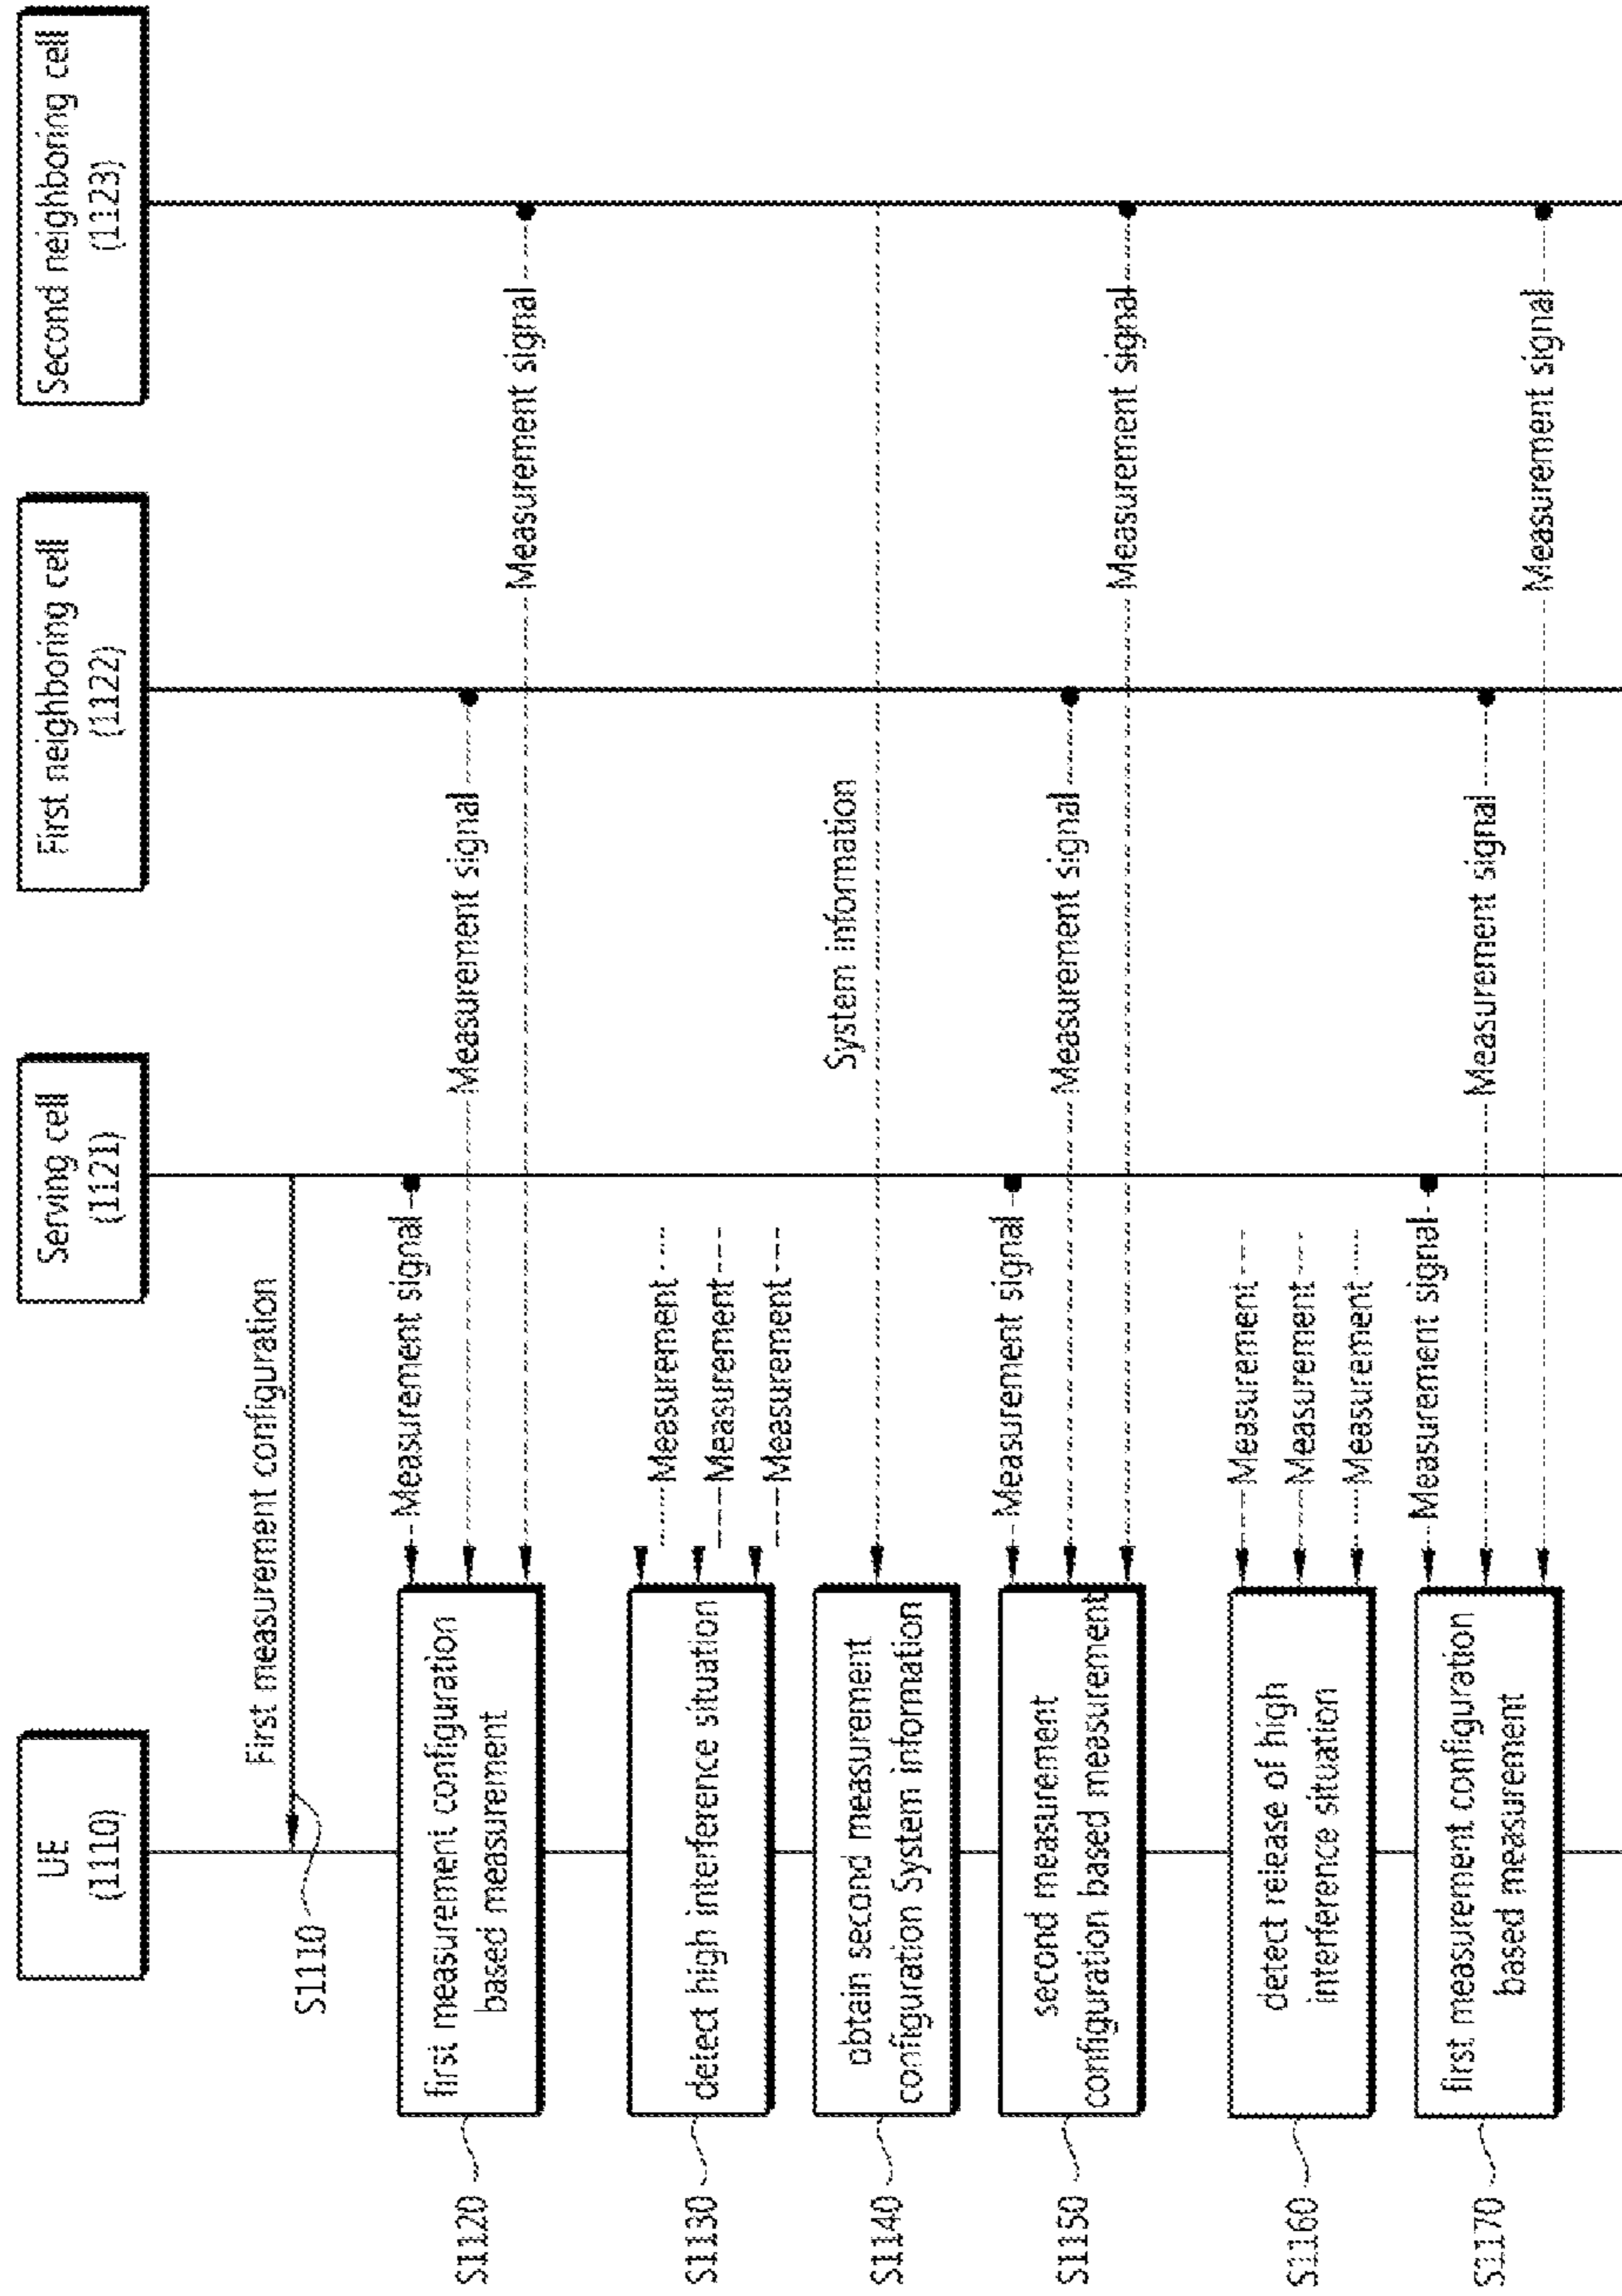 UE
(1110)
Serving cell
(1121)
First neighboring cell
(1122)
Second neighboring cell
(1123)
First measurement configuration
S1110
S1120
first measurement configuration
based measurement
Measurement signal
Measurement signal
Measurement signal
S1130
detect high interference situation
Measurement
Measurement
Measurement
S1140
obtain second measurement
configuration System information
System information
S1150
second measurement
configuration based measurement
Measurement signal
Measurement signal
Measurement signal
S1160
detect release of high
interference situation
Measurement
Measurement
Measurement
S1170
first measurement configuration
based measurement
Measurement signal
Measurement signal
Measurement signal